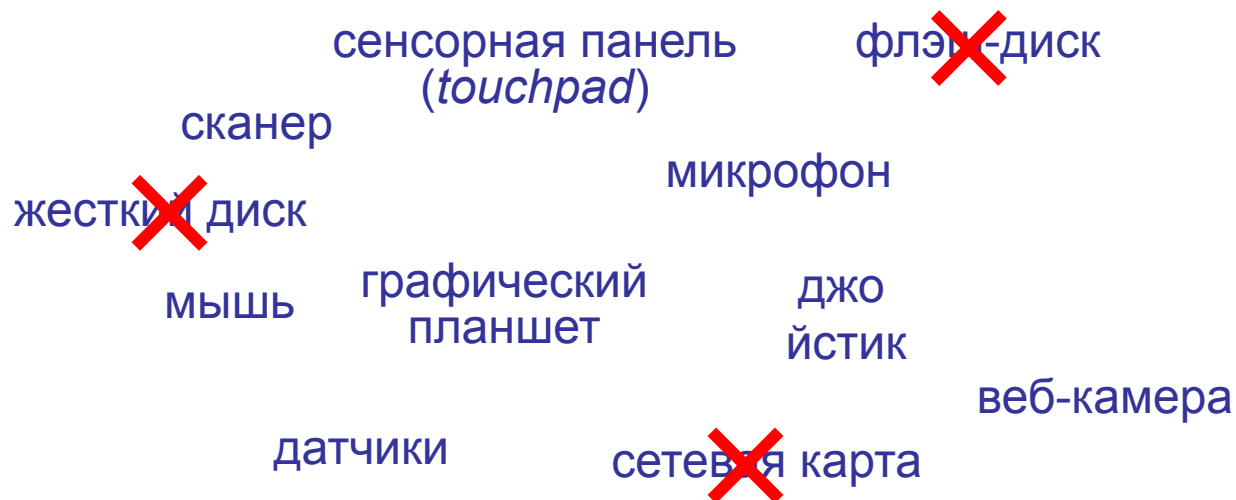 сенсорная панель
(touchpad)
флэш-диск
сканер
микрофон
жесткий диск
графический
планшет
мышь
джо
йстик
веб-камера
датчики
сетевая карта